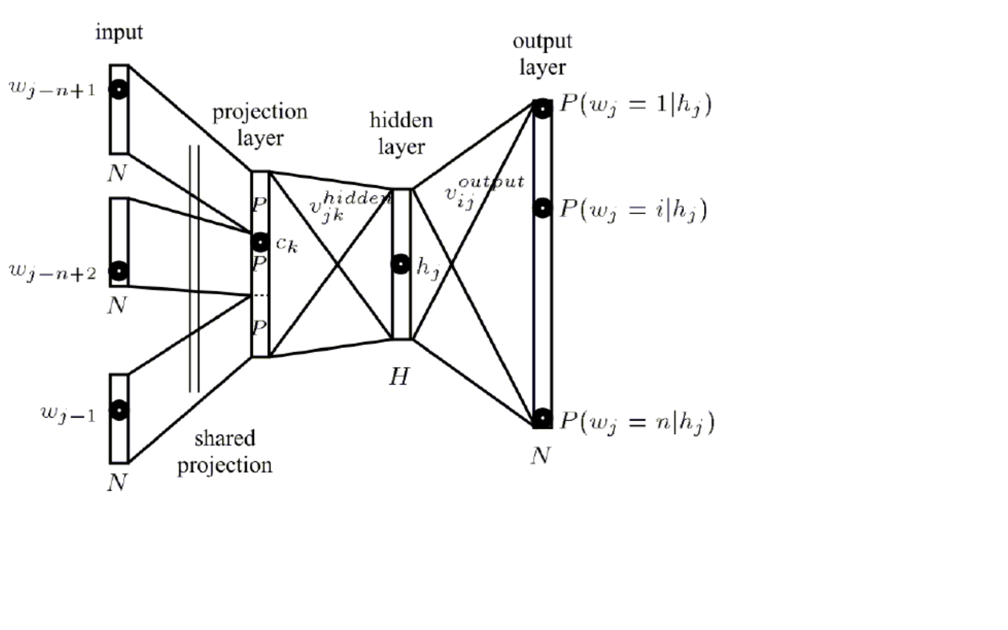 input
w_{j-n+1}
N
w_{j-n+2}
N
w_{j-1}
N
projection
layer
P
c_k
P
P
shared
projection
v_{jk}^{hidden}
hidden
layer
h_j
H
v_{ij}^{output}
output
layer
P(w_j = 1|h_j)
P(w_j = i|h_j)
P(w_j = n|h_j)
N